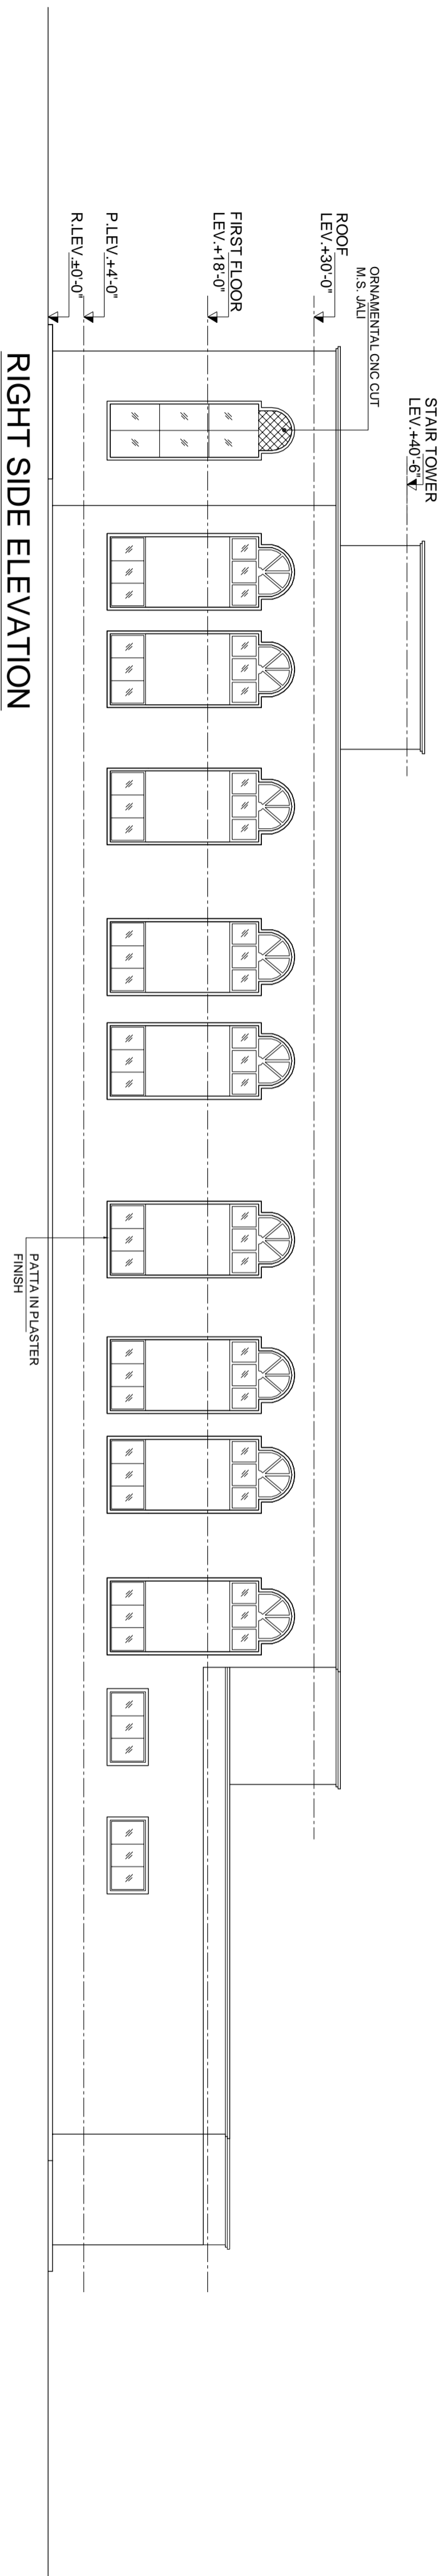 STAIR TOWER
LEV.+40'-6"
ORNAMENTAL CNC CUT
M.S. JALI
ROOF
LEV.+30'-0"
FIRST FLOOR
LEV.+18'-0"
P.LEV.+4'-0"
R.LEV.±0'-0"
PATTA IN PLASTER
FINISH
RIGHT SIDE ELEVATION